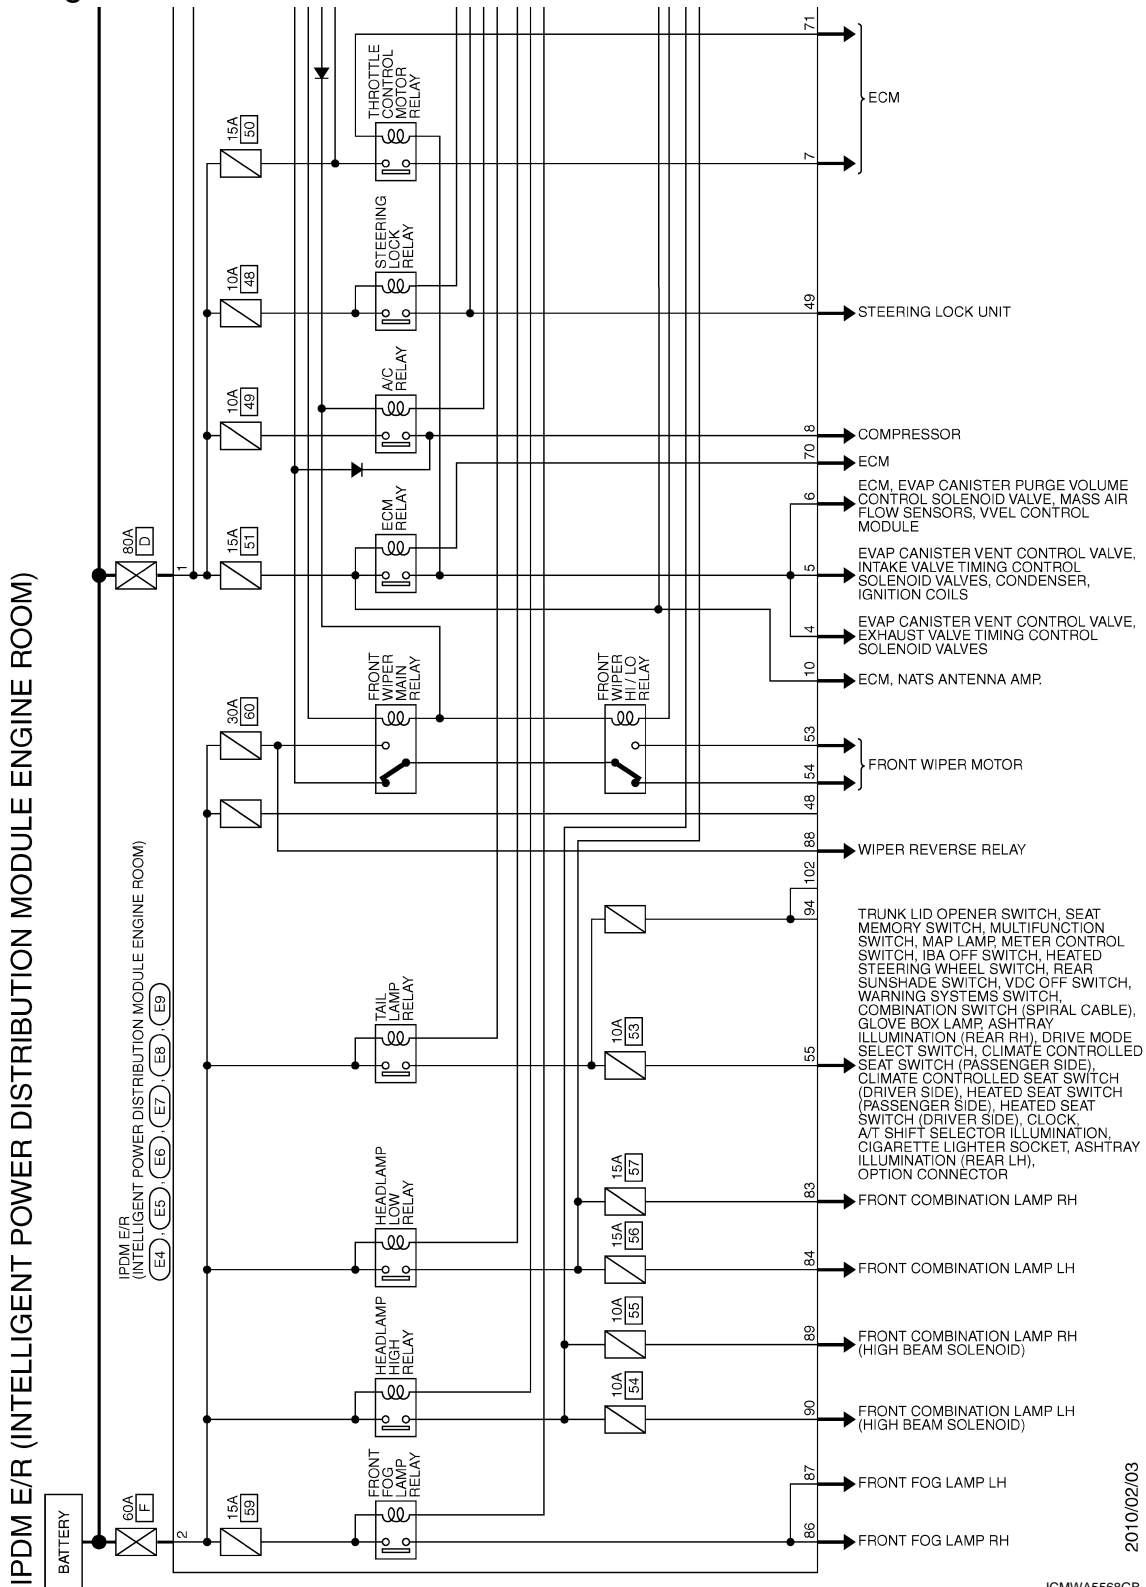 IPDM E/R (INTELLIGENT POWER DISTRIBUTION MODULE ENGINE ROOM)
71
ECM
THROTTLE
CONTROL
MOTOR
RELAY
15A
50
7
STEERING
LOCK
RELAY
10A
48
49
STEERING LOCK UNIT
A/C
RELAY
10A
49
8
COMPRESSOR
70
ECM
ECM
RELAY
6
ECM, EVAP CANISTER PURGE VOLUME
CONTROL SOLENOID VALVE, MASS AIR
FLOW SENSORS, VVEL CONTROL
MODULE
80A
D
1
15A
51
5
EVAP CANISTER VENT CONTROL VALVE,
INTAKE VALVE TIMING CONTROL
SOLENOID VALVES, CONDENSER,
IGNITION COILS
4
EVAP CANISTER VENT CONTROL VALVE,
EXHAUST VALVE TIMING CONTROL
SOLENOID VALVES
10
ECM, NATS ANTENNA AMP.
FRONT
WIPER
MAIN
RELAY
FRONT
WIPER
HI / LO
RELAY
30A
60
53
54
FRONT WIPER MOTOR
48
88
WIPER REVERSE RELAY
102
94
IPDM E/R
(INTELLIGENT POWER DISTRIBUTION MODULE ENGINE ROOM)
E4 , E5 , E6 , E7 , E8 , E9
TAIL
LAMP
RELAY
10A
53
55
TRUNK LID OPENER SWITCH, SEAT
MEMORY SWITCH, MULTIFUNCTION
SWITCH, MAP LAMP, METER CONTROL
SWITCH, IBA OFF SWITCH, HEATED
STEERING WHEEL SWITCH, REAR
SUNSHADE SWITCH, VDC OFF SWITCH,
WARNING SYSTEMS SWITCH,
COMBINATION SWITCH (SPIRAL CABLE),
GLOVE BOX LAMP, ASHTRAY
ILLUMINATION (REAR RH), DRIVE MODE
SELECT SWITCH, CLIMATE CONTROLLED
SEAT SWITCH (PASSENGER SIDE),
CLIMATE CONTROLLED SEAT SWITCH
(DRIVER SIDE), HEATED SEAT SWITCH
(PASSENGER SIDE), HEATED SEAT
SWITCH (DRIVER SIDE), CLOCK,
A/T SHIFT SELECTOR ILLUMINATION,
CIGARETTE LIGHTER SOCKET, ASHTRAY
ILLUMINATION (REAR LH),
OPTION CONNECTOR
HEADLAMP
LOW
RELAY
15A
57
83
FRONT COMBINATION LAMP RH
15A
56
84
FRONT COMBINATION LAMP LH
HEADLAMP
HIGH
RELAY
10A
55
89
FRONT COMBINATION LAMP RH
(HIGH BEAM SOLENOID)
10A
54
90
FRONT COMBINATION LAMP LH
(HIGH BEAM SOLENOID)
FRONT
FOG
LAMP
RELAY
87
FRONT FOG LAMP LH
BATTERY
60A
F
2
15A
59
86
FRONT FOG LAMP RH
2010/02/03